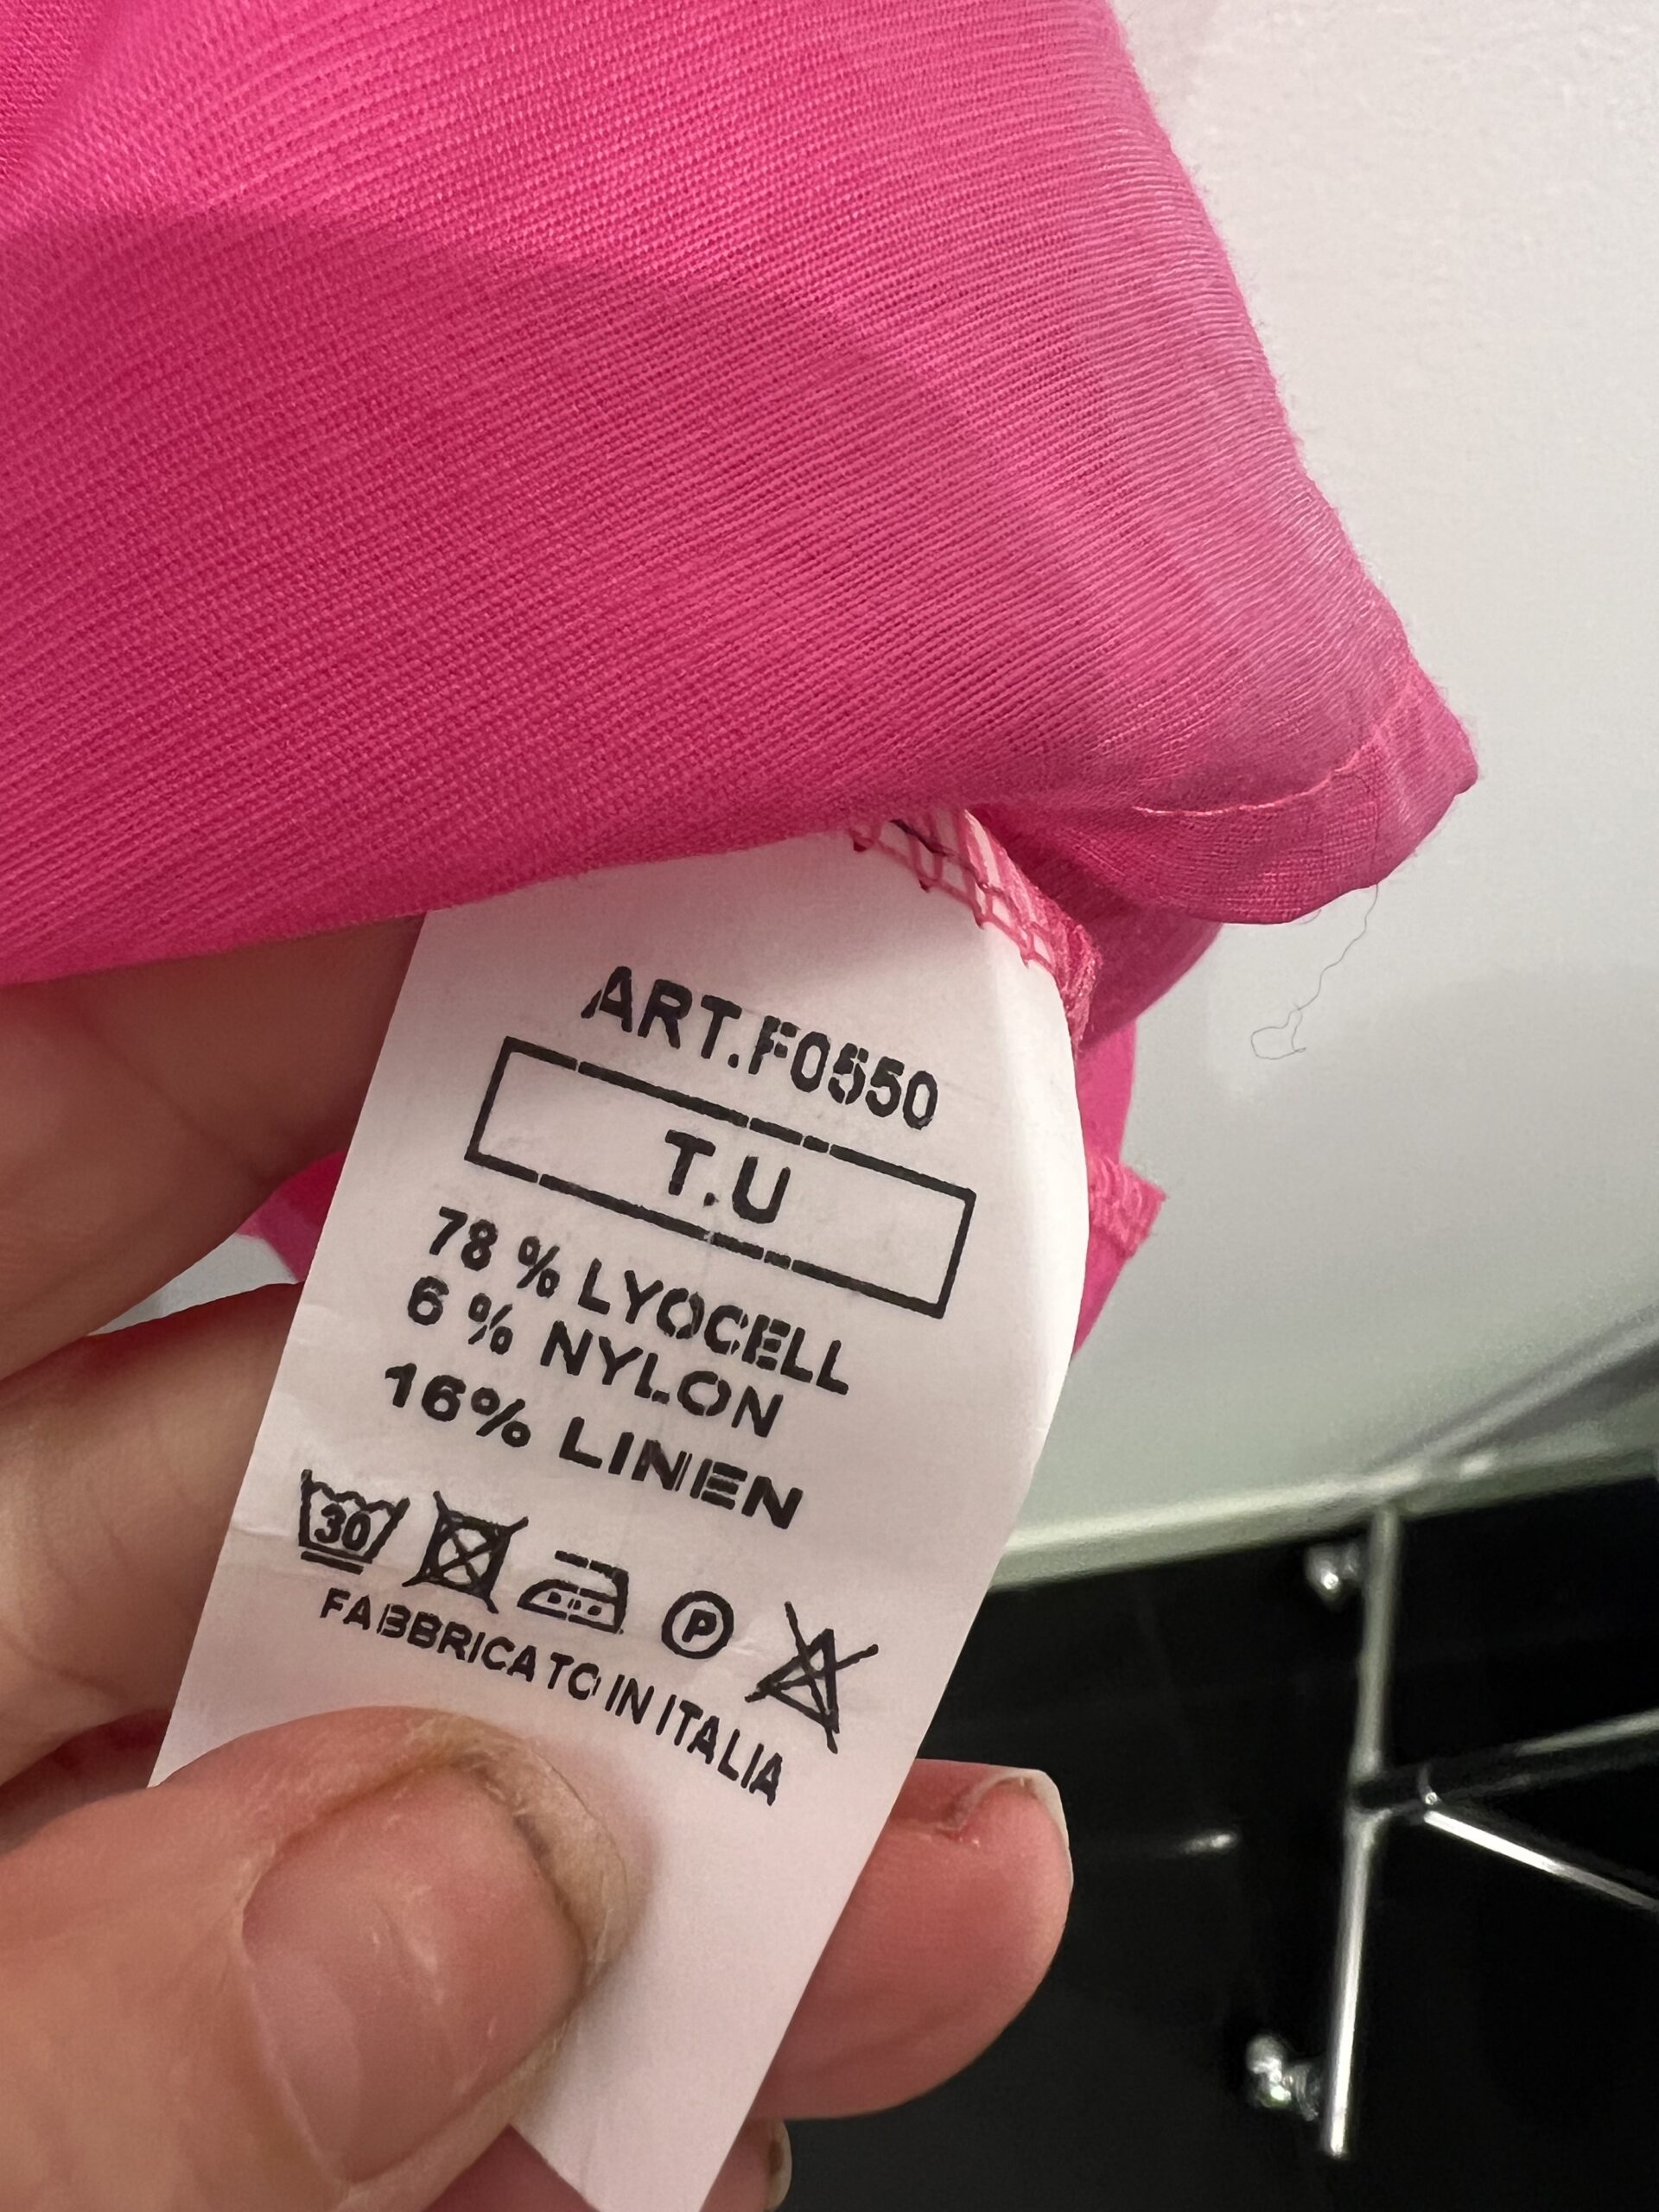 ART.F0550
T.U
78 % LYOCELL
6 % NYLON
16% LINEN
30 P
FABBRICATO IN ITALIA